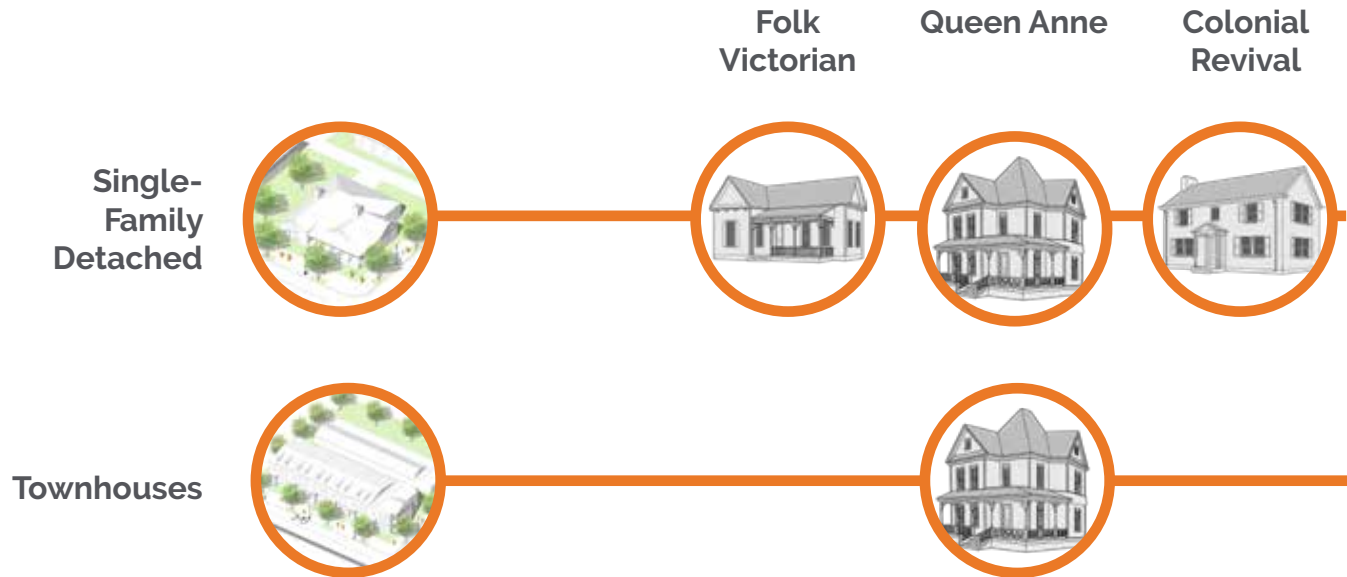 Folk
Victorian
Queen Anne
Colonial
Revival
Single-
Family
Detached
Townhouses